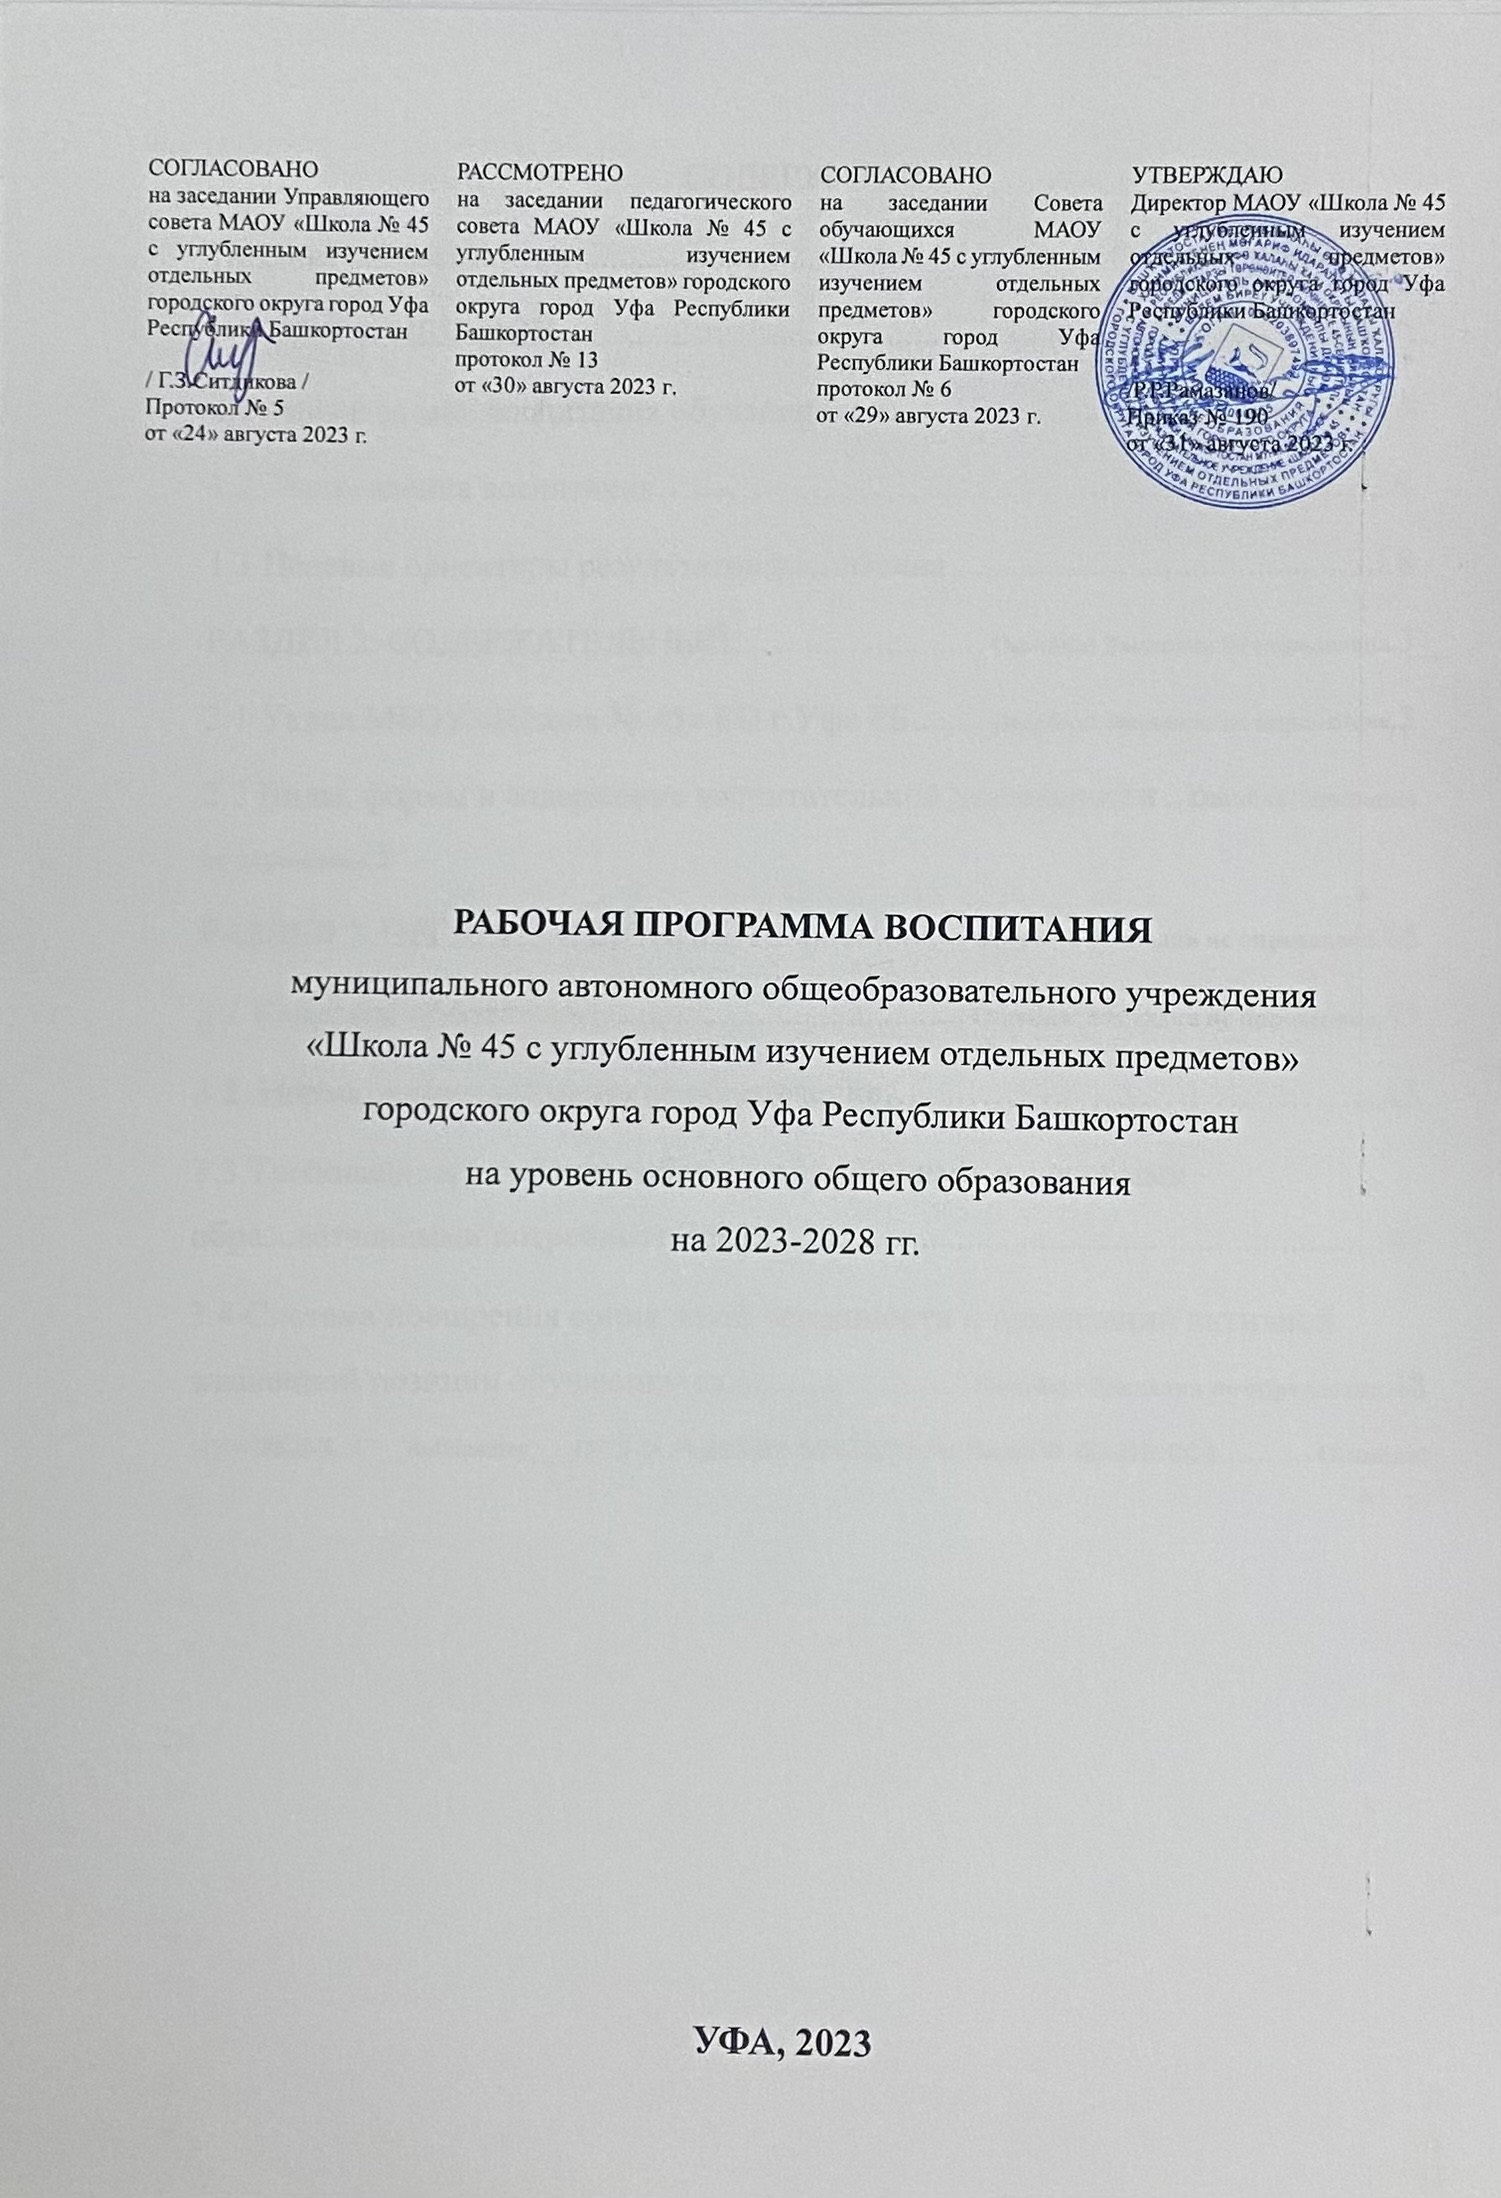 СОГЛАСОВАНО
на заседании Управляющего
совета МАОУ «Школа № 45
с углубленным изучением
отдельных предметов»
городского округа город Уфа
Республика Башкортостан
/ Г.З.Ситдикова /
Протокол № 5
от «24» августа 2023 г.
РАССМОТРЕНО
на заседании педагогического
совета МАОУ «Школа № 45 с
углубленным изучением
отдельных предметов» городского
округа город Уфа Республики
Башкортостан
протокол № 13
от «30» августа 2023 г.
СОГЛАСОВАНО
на заседании Совета
обучающихся МАОУ
«Школа № 45 с углубленным
изучением отдельных
предметов» городского
округа город Уфа
Республики Башкортостан
протокол № 6
от «29» августа 2023 г.
УТВЕРЖДАЮ
Директор МАОУ «Школа № 45
с углубленным изучением
отдельных предметов»
городского округа город Уфа
Республики Башкортостан
Р.Р.Рамазанов/
Приказ № 190
от «31» августа 2023 г.
РАБОЧАЯ ПРОГРАММА ВОСПИТАНИЯ
муниципального автономного общеобразовательного учреждения
«Школа № 45 с углубленным изучением отдельных предметов»
городского округа город Уфа Республики Башкортостан
на уровень основного общего образования
на 2023-2028 гг.
УФА, 2023